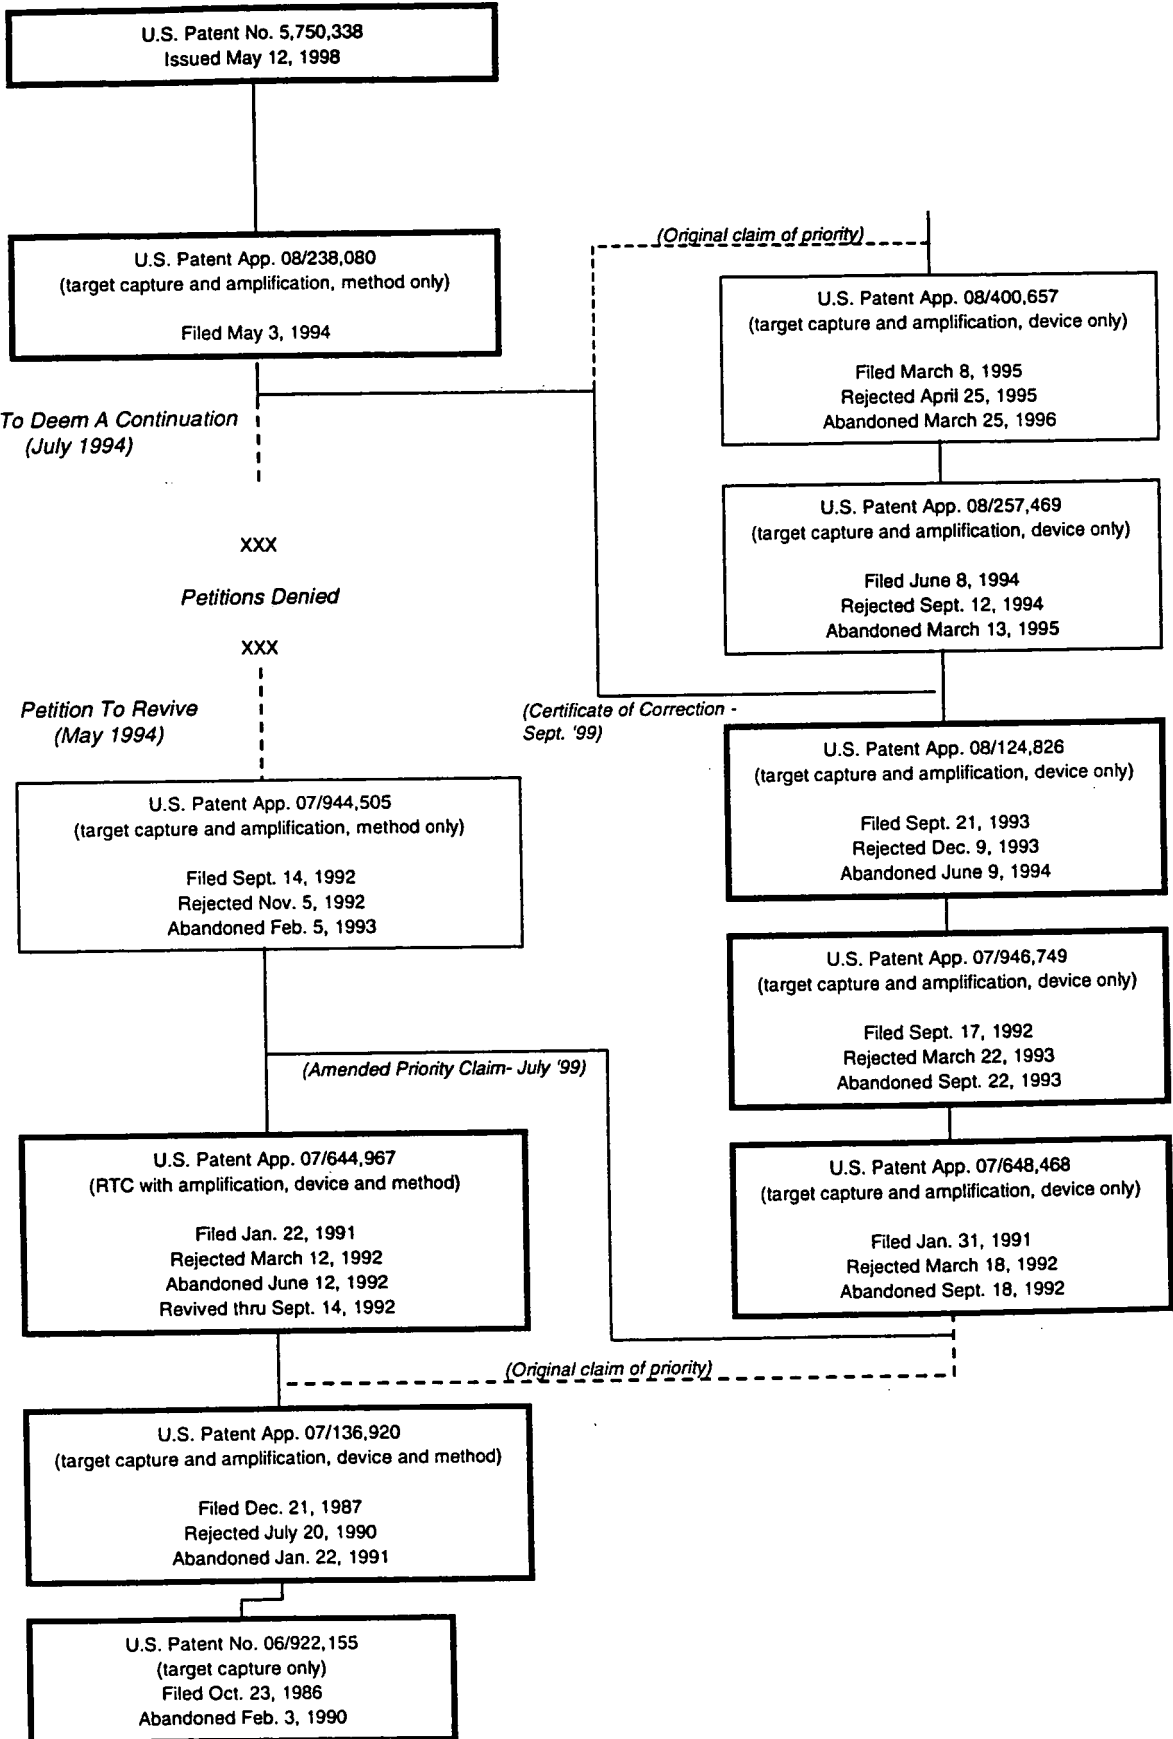 U.S. Patent No. 5,750,338
Issued May 12, 1998
U.S. Patent App. 08/238,080
(target capture and amplification, method only)
Filed May 3, 1994
(Original claim of priority)
U.S. Patent App. 08/400,657
(target capture and amplification, device only)
Filed March 8, 1995
Rejected April 25, 1995
Abandoned March 25, 1996
To Deem A Continuation
(July 1994)
XXX
Petitions Denied
XXX
Petition To Revive
(May 1994)
U.S. Patent App. 08/257,469
(target capture and amplification, device only)
Filed June 8, 1994
Rejected Sept. 12, 1994
Abandoned March 13, 1995
(Certificate of Correction -
Sept. '99)
U.S. Patent App. 08/124,826
(target capture and amplification, device only)
Filed Sept. 21, 1993
Rejected Dec. 9, 1993
Abandoned June 9, 1994
U.S. Patent App. 07/944,505
(target capture and amplification, method only)
Filed Sept. 14, 1992
Rejected Nov. 5, 1992
Abandoned Feb. 5, 1993
U.S. Patent App. 07/946,749
(target capture and amplification, device only)
Filed Sept. 17, 1992
Rejected March 22, 1993
Abandoned Sept. 22, 1993
(Amended Priority Claim- July '99)
U.S. Patent App. 07/644,967
(RTC with amplification, device and method)
Filed Jan. 22, 1991
Rejected March 12, 1992
Abandoned June 12, 1992
Revived thru Sept. 14, 1992
U.S. Patent App. 07/648,468
(target capture and amplification, device only)
Filed Jan. 31, 1991
Rejected March 18, 1992
Abandoned Sept. 18, 1992
(Original claim of priority)
U.S. Patent App. 07/136,920
(target capture and amplification, device and method)
Filed Dec. 21, 1987
Rejected July 20, 1990
Abandoned Jan. 22, 1991
U.S. Patent No. 06/922,155
(target capture only)
Filed Oct. 23, 1986
Abandoned Feb. 3, 1990